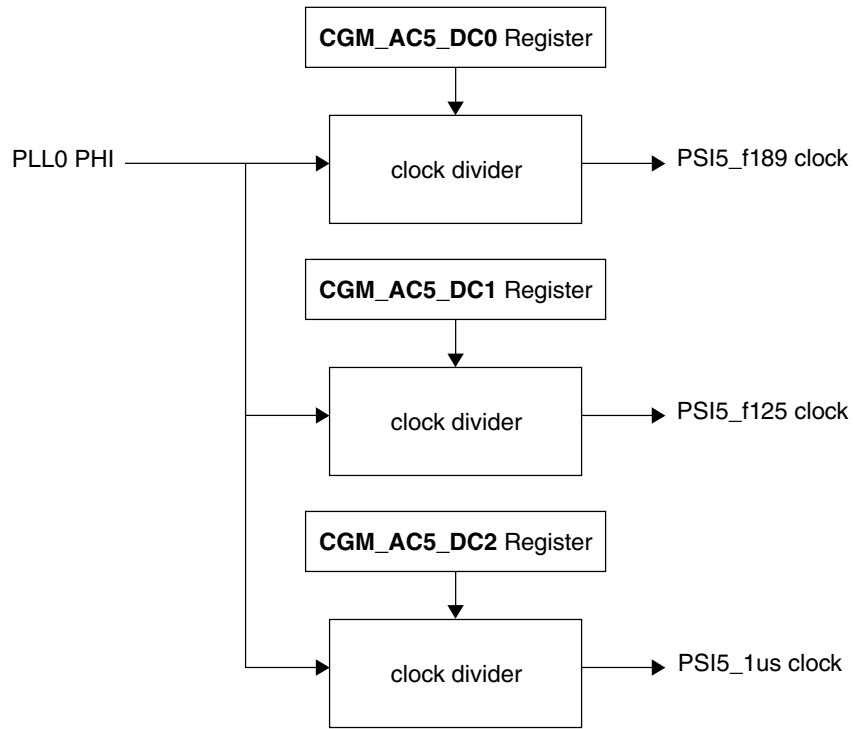 CGM_AC5_DC0 Register
PLL0 PHI
clock divider
PSI5_f189 clock
CGM_AC5_DC1 Register
clock divider
PSI5_f125 clock
CGM_AC5_DC2 Register
clock divider
PSI5_1us clock